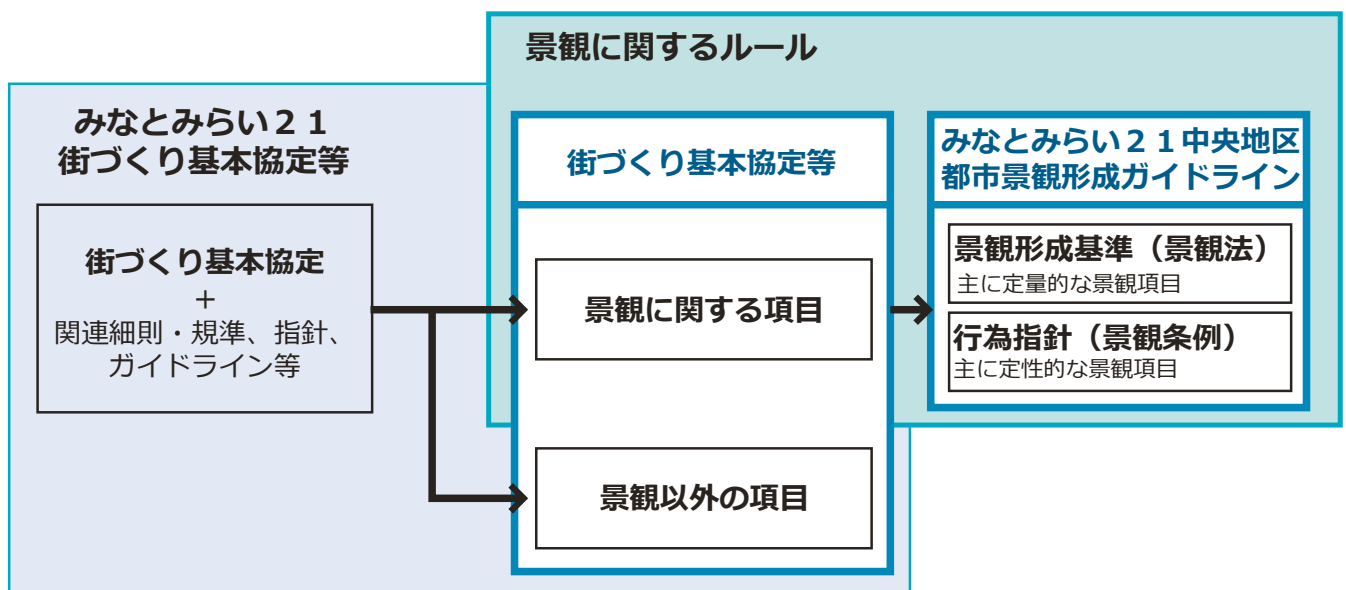 景観に関するルール
みなとみらい２１
街づくり基本協定等
街づくり基本協定
＋
関連細則・規準、指針、
ガイドライン等
街づくり基本協定等
景観に関する項目
景観以外の項目
みなとみらい２１中央地区
都市景観形成ガイドライン
景観形成基準（景観法）
主に定量的な景観項目
行為指針（景観条例）
主に定性的な景観項目